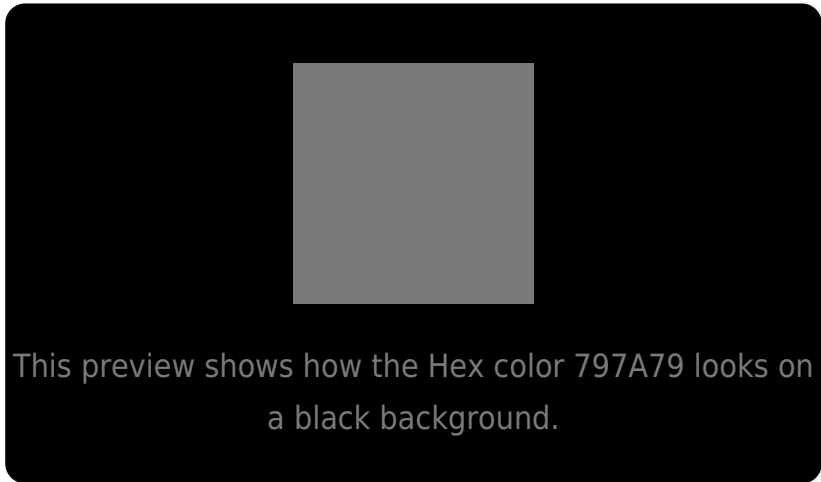 This preview shows how the Hex color 797A79 looks on
a black background.